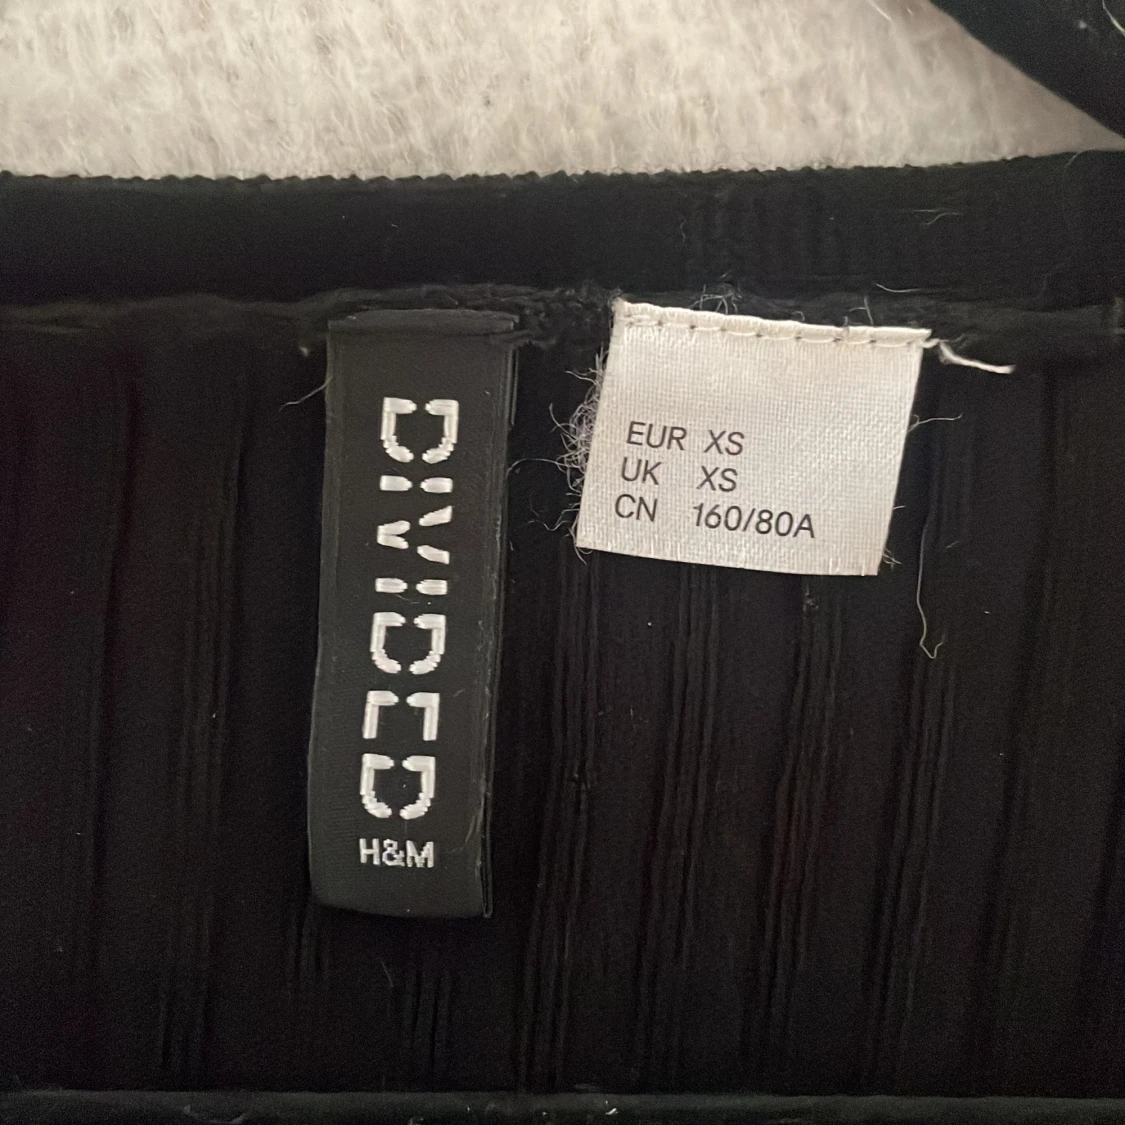 DIVIDED
H&M
EUR XS
UK XS
CN 160/80A